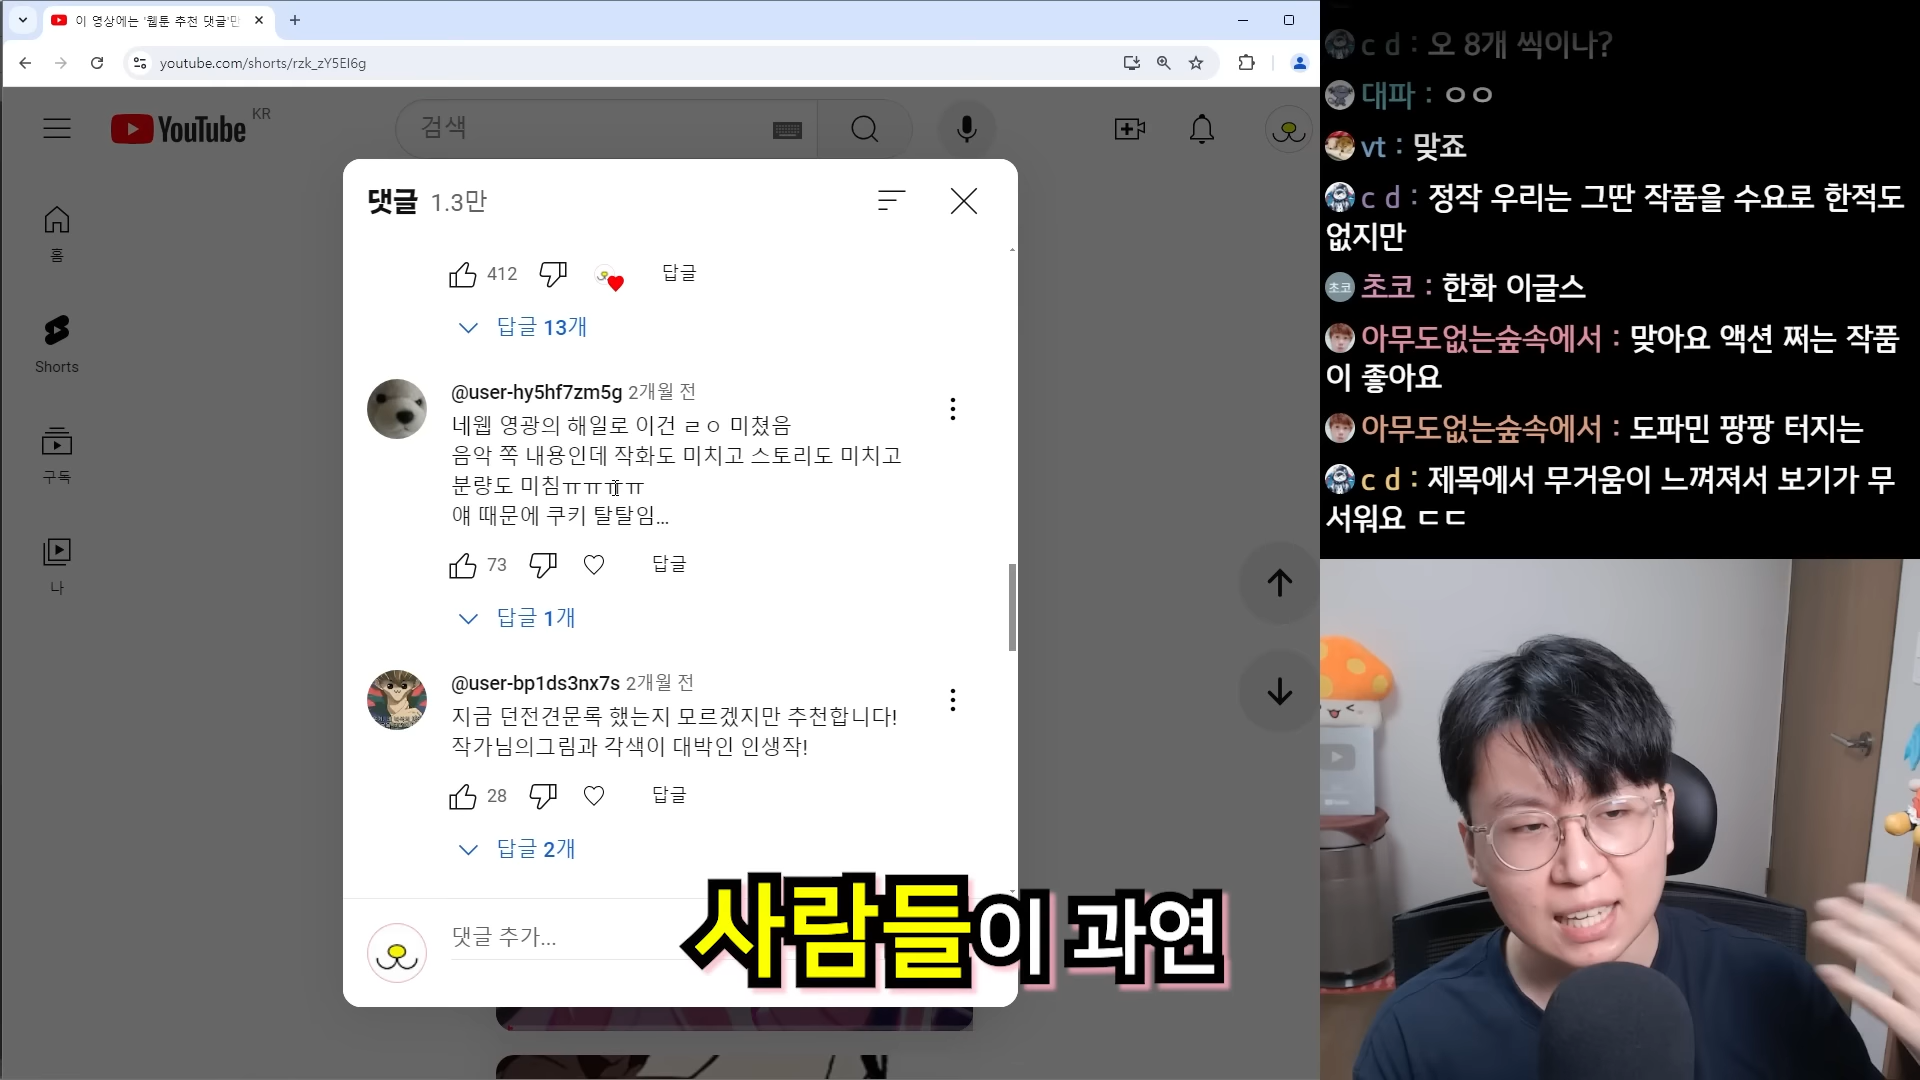 이 영상에는 '웹툰 추천 댓글'만
youtube.com/shorts/rzk_zY5EI6g
YouTube KR
검색
홈
Shorts
구독
나
댓글 1.3만
412
답글
답글 13개
@user-hy5hf7zm5g 2개월 전
네웹 영광의 해일로 이건 ㄹㅇ 미쳤음
음악 쪽 내용인데 작화도 미치고 스토리도 미치고
분량도 미침ㅠㅠㅠㅠ
얘 때문에 쿠키 탈탈임...
73
답글
답글 1개
@user-bp1ds3nx7s 2개월 전
지금 던전견문록 했는지 모르겠지만 추천합니다!
작가님의그림과 각색이 대박인 인생작!
28
답글
답글 2개
댓글 추가...
사람들이 과연
c d : 오 8개 씩이나?
대파 : ㅇㅇ
vt : 맞죠
c d : 정작 우리는 그딴 작품을 수요로 한적도
없지만
초코 초코 : 한화 이글스
아무도없는숲속에서 : 맞아요 액션 쩌는 작품
이 좋아요
아무도없는숲속에서 : 도파민 팡팡 터지는
c d : 제목에서 무거움이 느껴져서 보기가 무
서워요 ㄷㄷ